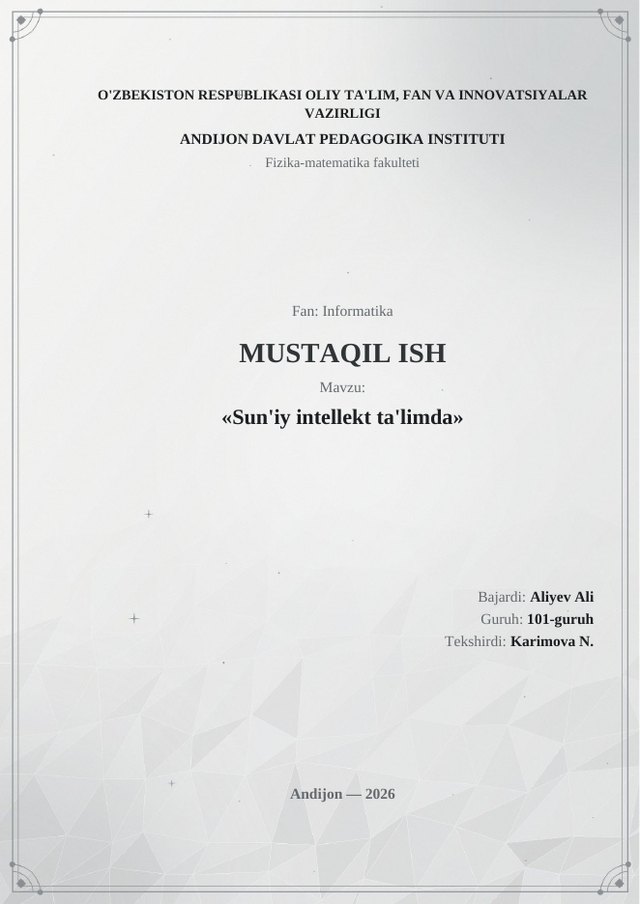 O'ZBEKISTON RESPUBLIKASI OLIY TA'LIM, FAN VA INNOVATSIYALAR
VAZIRLIGI
ANDIJON DAVLAT PEDAGOGIKA INSTITUTI
Fizika-matematika fakulteti
Fan: Informatika
MUSTAQIL ISH
Mavzu:
«Sun'iy intellekt ta'limda»
Bajardi: Aliyev Ali
Guruh: 101-guruh
Tekshirdi: Karimova N.
Andijon — 2026